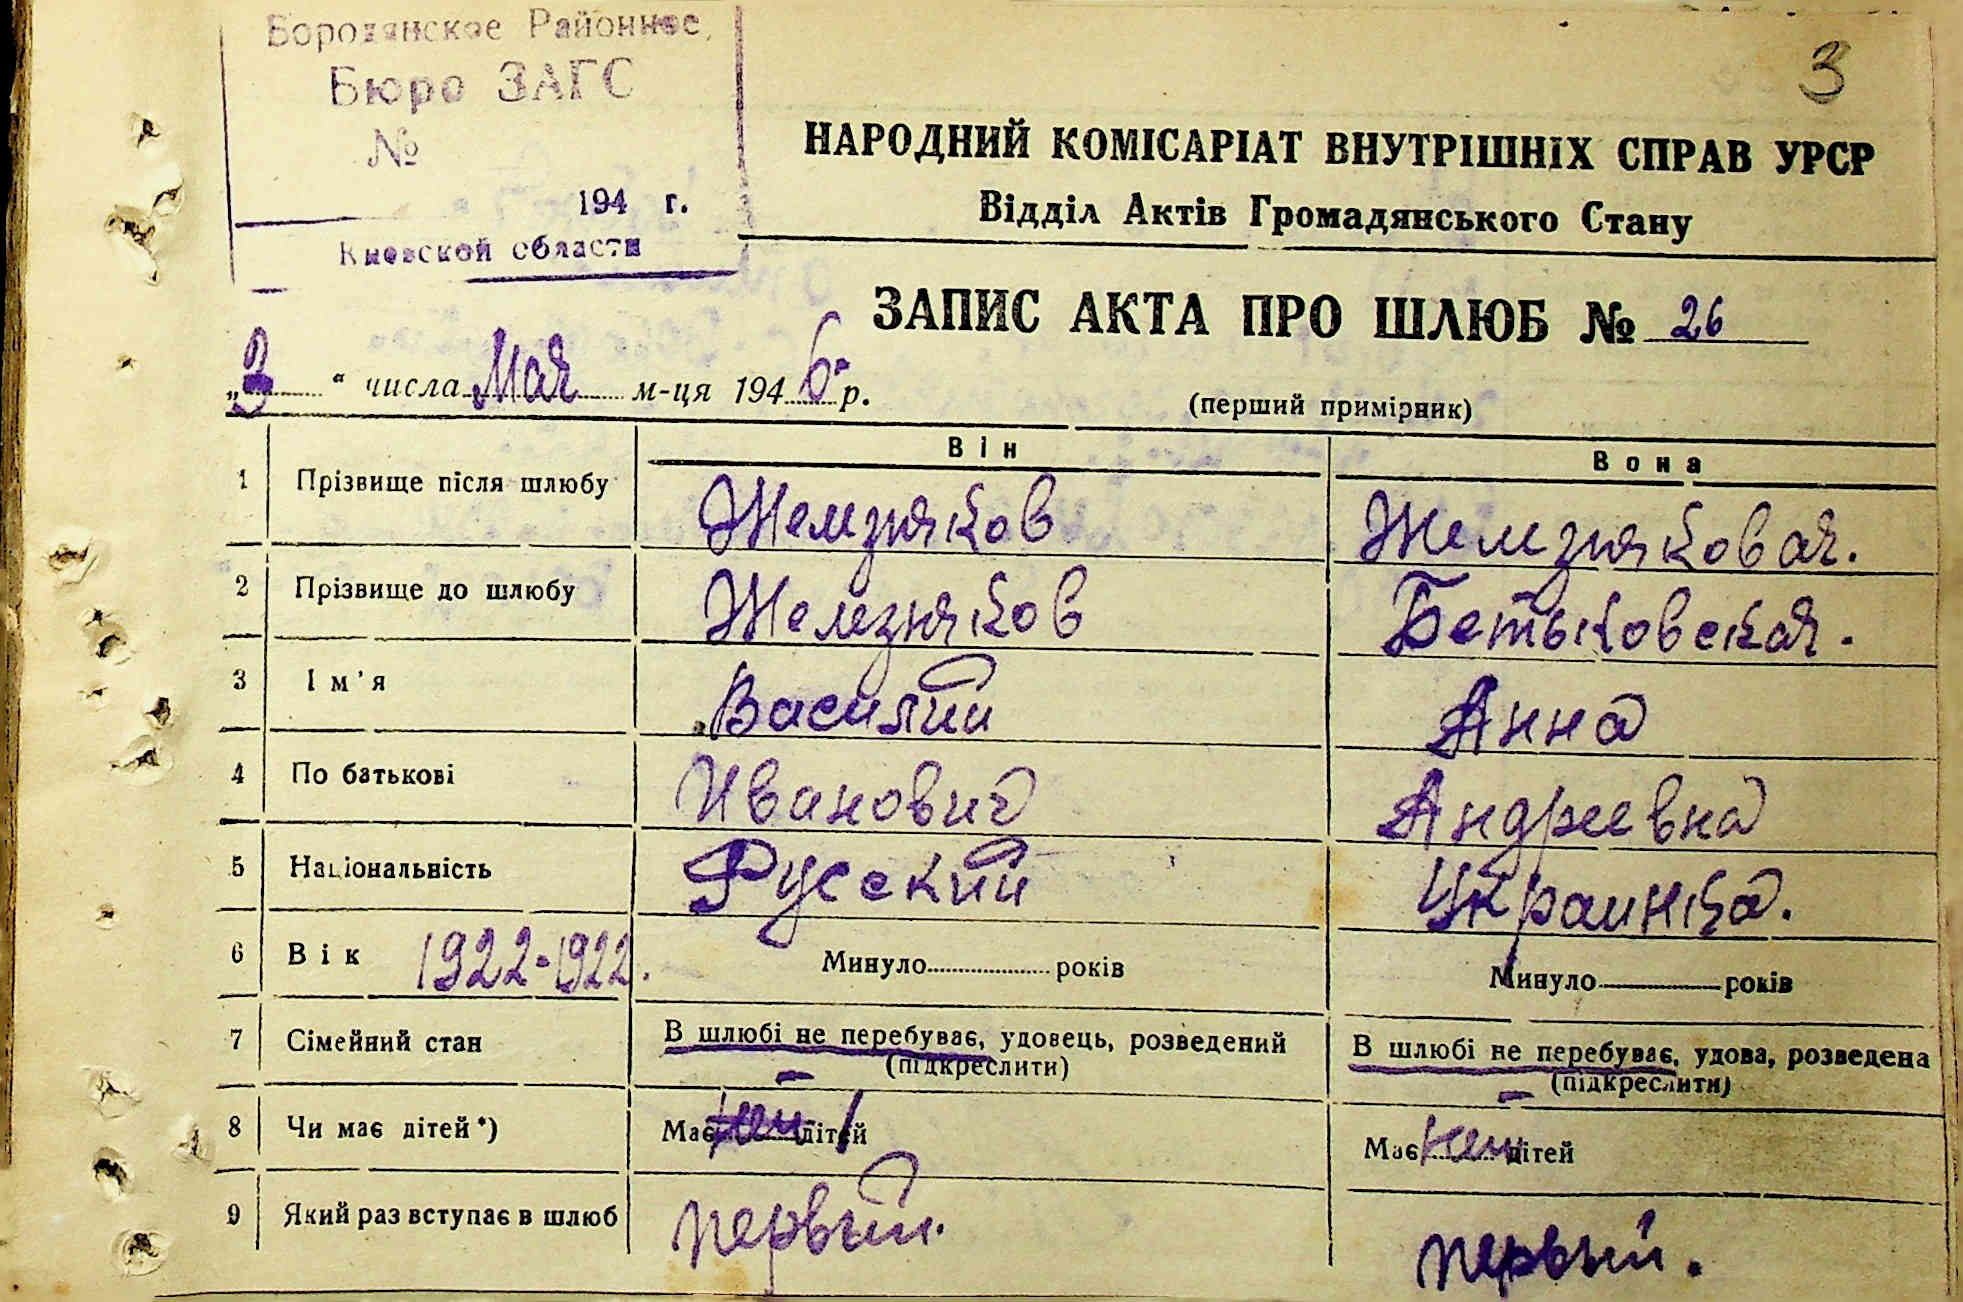 Бородянское Районное
Бюро ЗАГС
№
194 г.
Киевской области
3
НАРОДНИЙ КОМІСАРІАТ ВНУТРІШНІХ СПРАВ УРСР
Відділ Актів Громадянського Стану
ЗАПИС АКТА ПРО ШЛЮБ № 26
„3“ числа Мая м-ця 1946 р.
(перший примірник)
Він Вона
1 Прізвище після шлюбу Железняков Железняковая.
2 Прізвище до шлюбу Железняков Бетьковская.
3 Ім'я Василий Анна
4 По батькові Иванович Андреевна
5 Національність Русский Украинка.
6 Вік 1922-1922. Минуло років Минуло років
7 Сімейний стан В шлюбі не перебуває, удовець, розведений В шлюбі не перебуває, удова, розведена
(підкреслити) (підкреслити)
8 Чи має дітей*) Має нет дітей Має нет дітей
9 Який раз вступає в шлюб первый. первый.